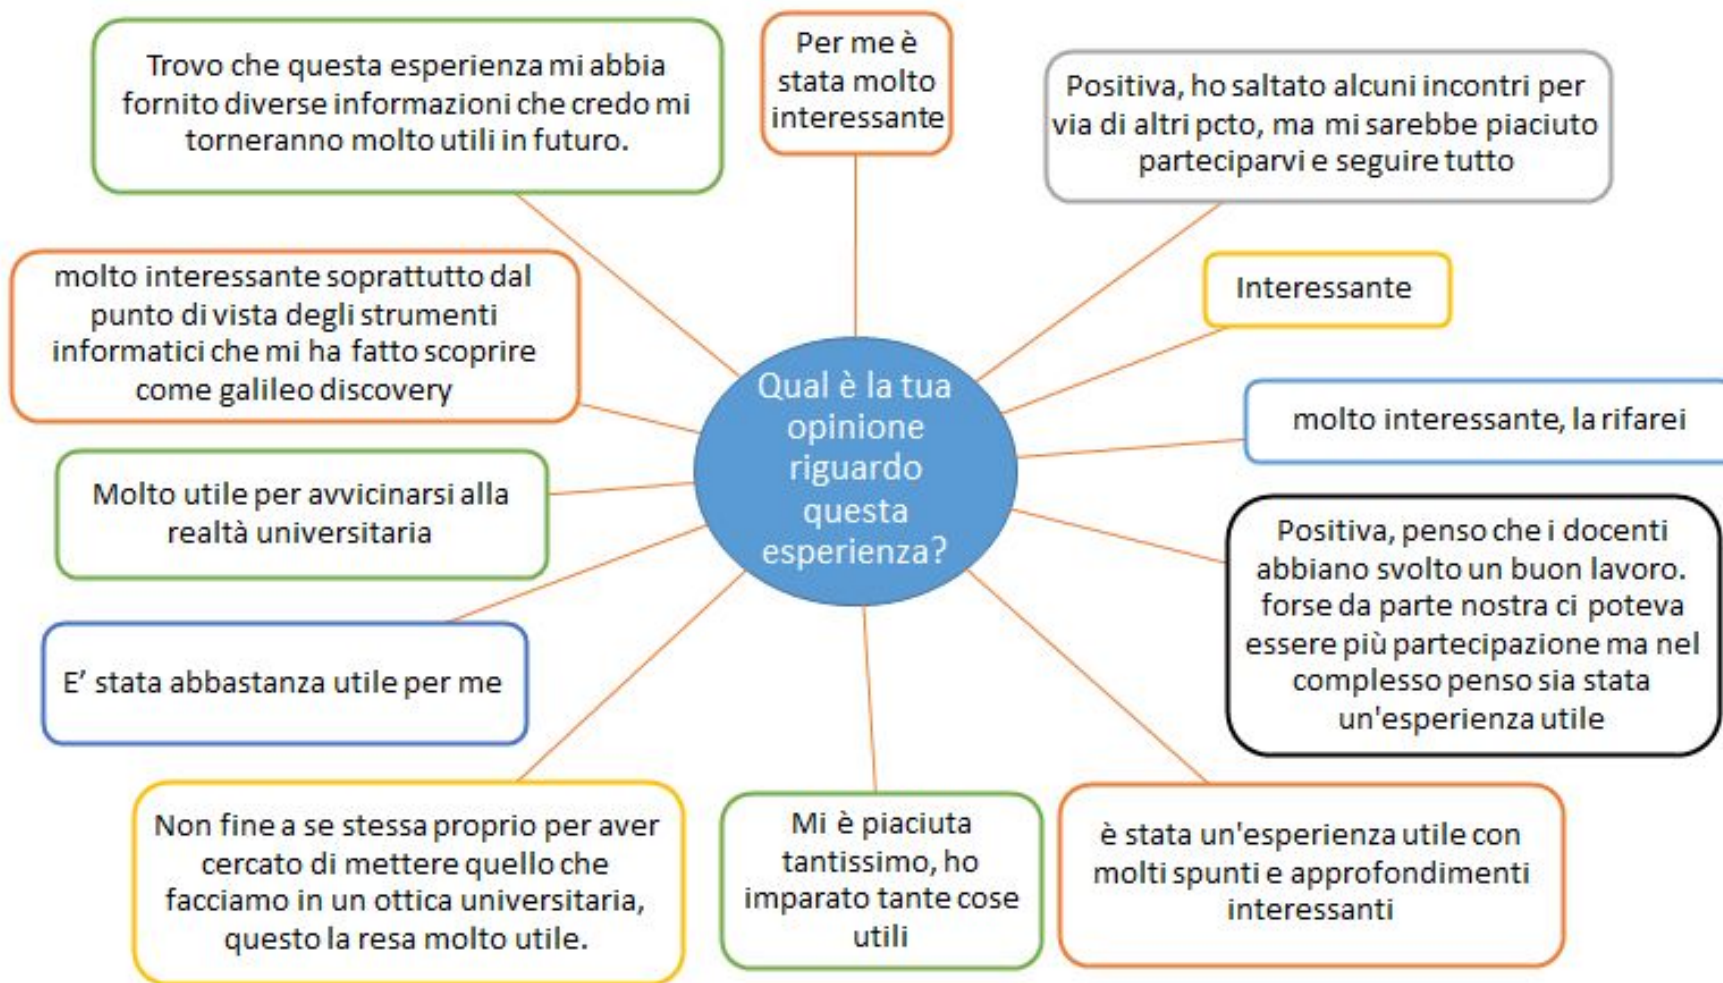 Trovo che questa esperienza mi abbia
fornito diverse informazioni che credo mi
torneranno molto utili in futuro.
Per me è
stata molto
interessante
Positiva, ho saltato alcuni incontri per
via di altri pcto, ma mi sarebbe piaciuto
parteciparvi e seguire tutto
molto interessante soprattutto dal
punto di vista degli strumenti
informatici che mi ha fatto scoprire
come galileo discovery
Interessante
Qual è la tua
opinione
riguardo
questa
esperienza?
molto interessante, la rifarei
Molto utile per avvicinarsi alla
realtà universitaria
Positiva, penso che i docenti
abbiano svolto un buon lavoro.
forse da parte nostra ci poteva
essere più partecipazione ma nel
complesso penso sia stata
un'esperienza utile
E’ stata abbastanza utile per me
Non fine a se stessa proprio per aver
cercato di mettere quello che
facciamo in un ottica universitaria,
questo la resa molto utile.
Mi è piaciuta
tantissimo, ho
imparato tante cose
utili
è stata un'esperienza utile con
molti spunti e approfondimenti
interessanti